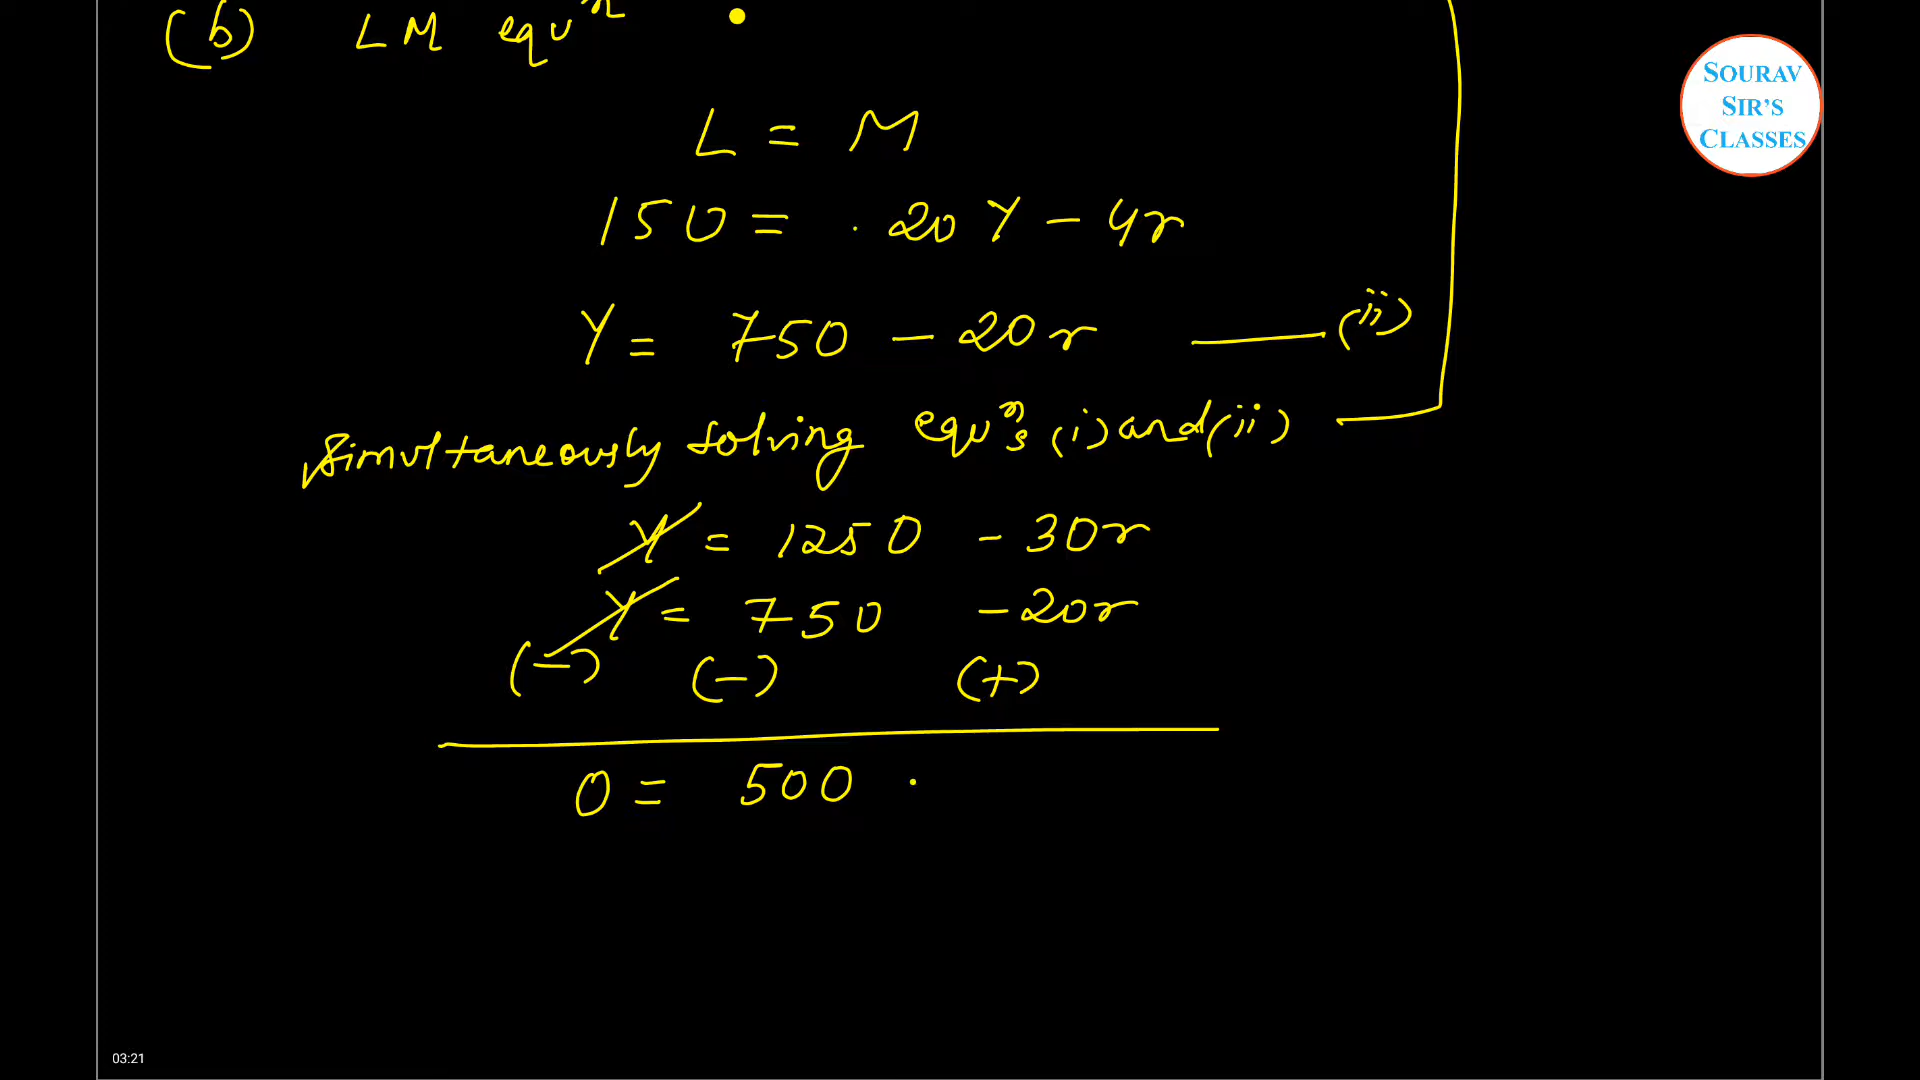 (b) LM equⁿ
SOURAV
SIR'S
CLASSES
L = M
150 = .20Y - 4r
Y = 750 - 20r —— (ii)
Simultaneously solving equⁿs (i) and (ii)
Y = 1250 - 30r
Y = 750 - 20r
(-) (-) (+)
0 = 500
03:21